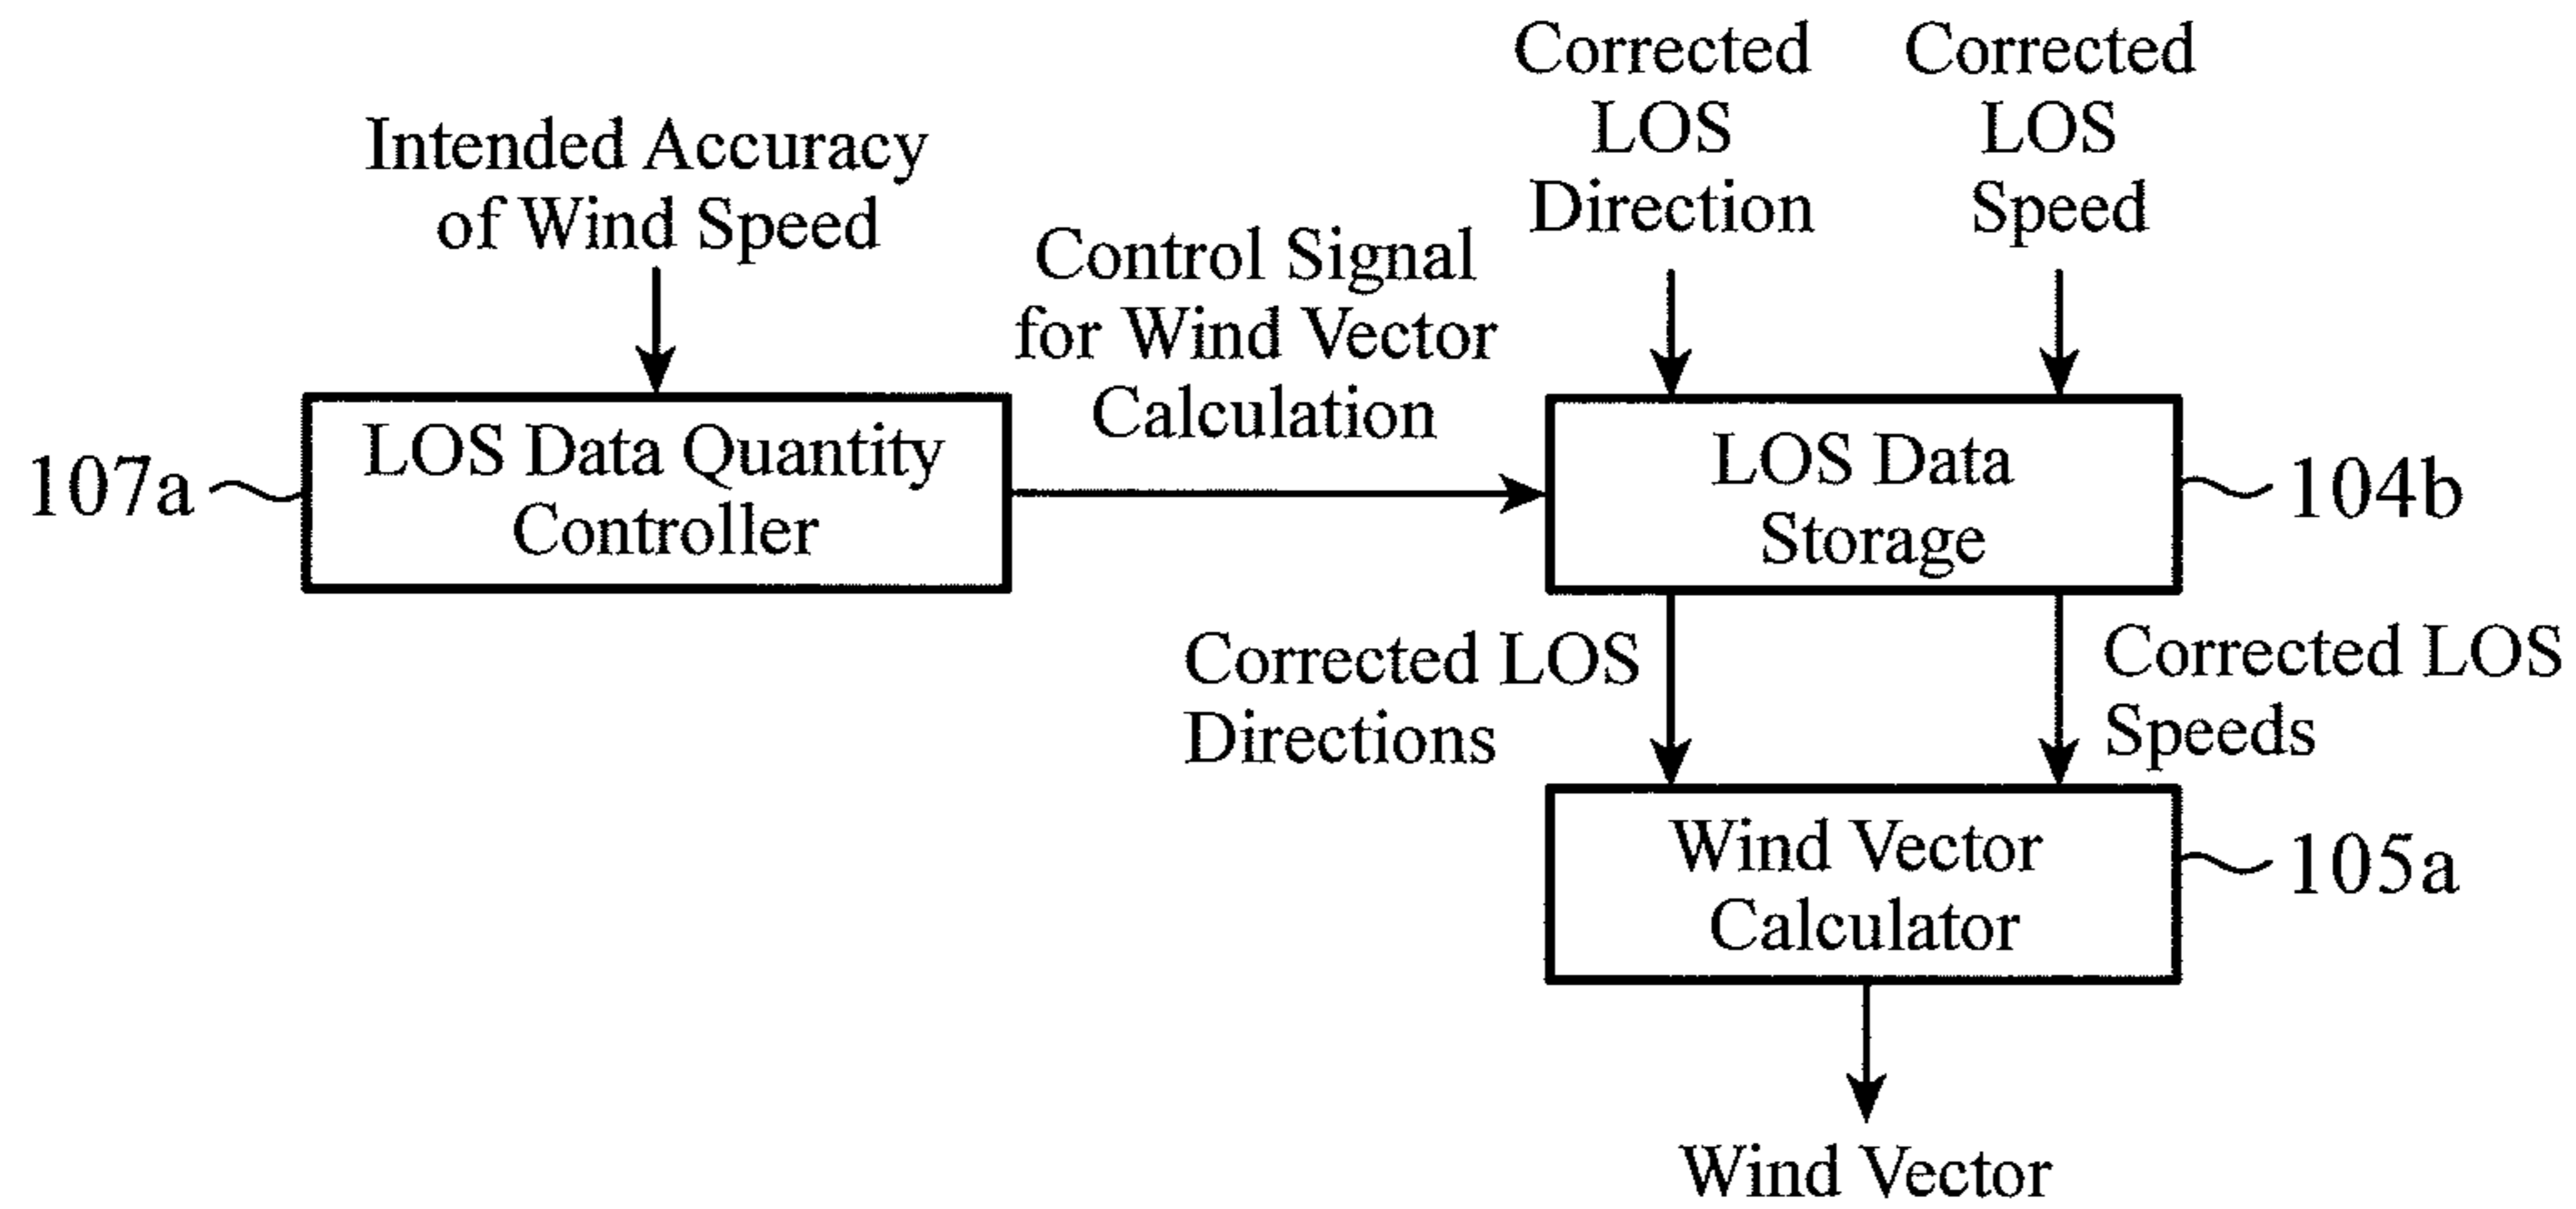 Intended Accuracy
of Wind Speed
Control Signal
for Wind Vector
Calculation
Corrected
LOS
Direction
Corrected
LOS
Speed
107a
LOS Data Quantity
Controller
LOS Data
Storage
104b
Corrected LOS
Directions
Corrected LOS
Speeds
Wind Vector
Calculator
105a
Wind Vector